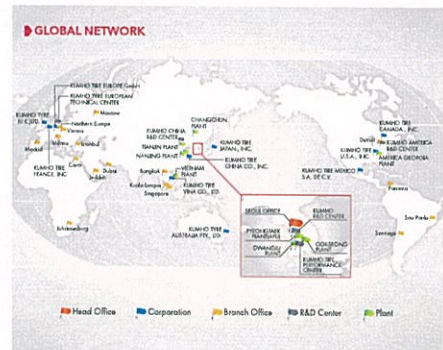 GLOBAL NETWORK
KUMHO TIRE EUROPE GmbH
KUMHO TIRE EUROPEAN
TECHNICAL CENTER
KUMHO TYRE
U.K LTD.
Moscow
Northern Europe
Vienna
Madrid
Istanbul
KUMHO TIRE
FRANCE, INC
Cairo
Dubai
Jeddah
Johannesburg
CHANGCHUN
PLANT
KUMHO CHINA
R&D CENTER
TIANJIN PLANT
NANJING PLANT
KUMHO TIRE
JAPAN, INC.
KUMHO TIRE
CHINA CO., INC.
Bangkok
VIETNAM
PLANT
Kuala Lumpur
Singapore
KUMHO TIRE
VINA CO., LTD.
KUMHO TYRE
AUSTRALIA PTY., LTD.
KUMHO TIRE
CANADA, INC.
Detroit
KUMHO AMERICA
R&D CENTER
KUMHO TIRE
U.S.A., INC.
AMERICA GEORGIA
PLANT
KUMHO TIRE MEXICO
S.A. DE C.V.
Panama
Sao Paulo
Santiago
SEOUL OFFICE
KUMHO
R&D CENTER
PYEONGTAEK
PLANT
GWANGJU
PLANT
GOKSEONG
PLANT
KUMHO TIRE
PERFORMANCE
CENTER
Head Office
Corporation
Branch Office
R&D Center
Plant